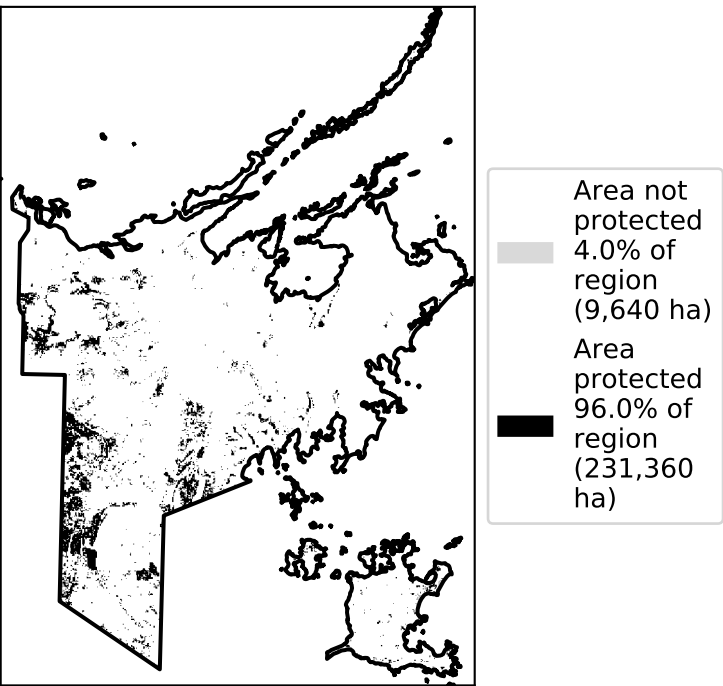 Area not
protected
4.0% of
region
(9,640 ha)
Area
protected
96.0% of
region
(231,360
ha)